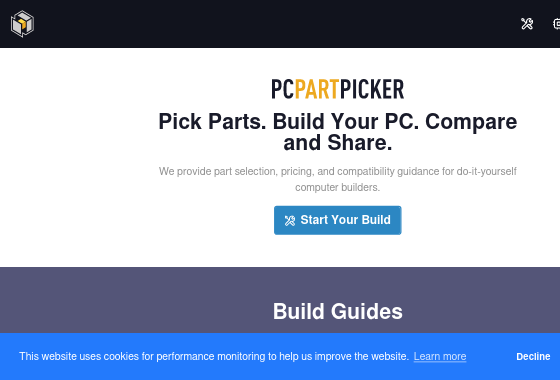 PCPARTPICKER
Pick Parts. Build Your PC. Compare
and Share.
We provide part selection, pricing, and compatibility guidance for do-it-yourself
computer builders.
Start Your Build
Build Guides
This website uses cookies for performance monitoring to help us improve the website. Learn more Decline